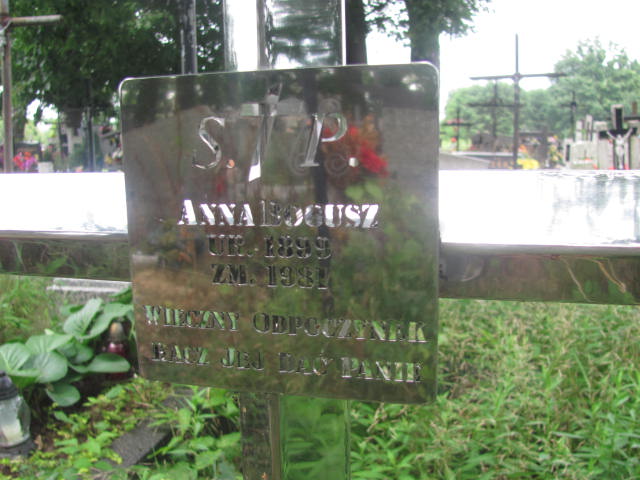 S.†P.
ANNA BOGUSZ
UR. 1899
ZM. 1981
WIECZNY ODPOCZYNEK
RACZ JEJ DAĆ PANIE